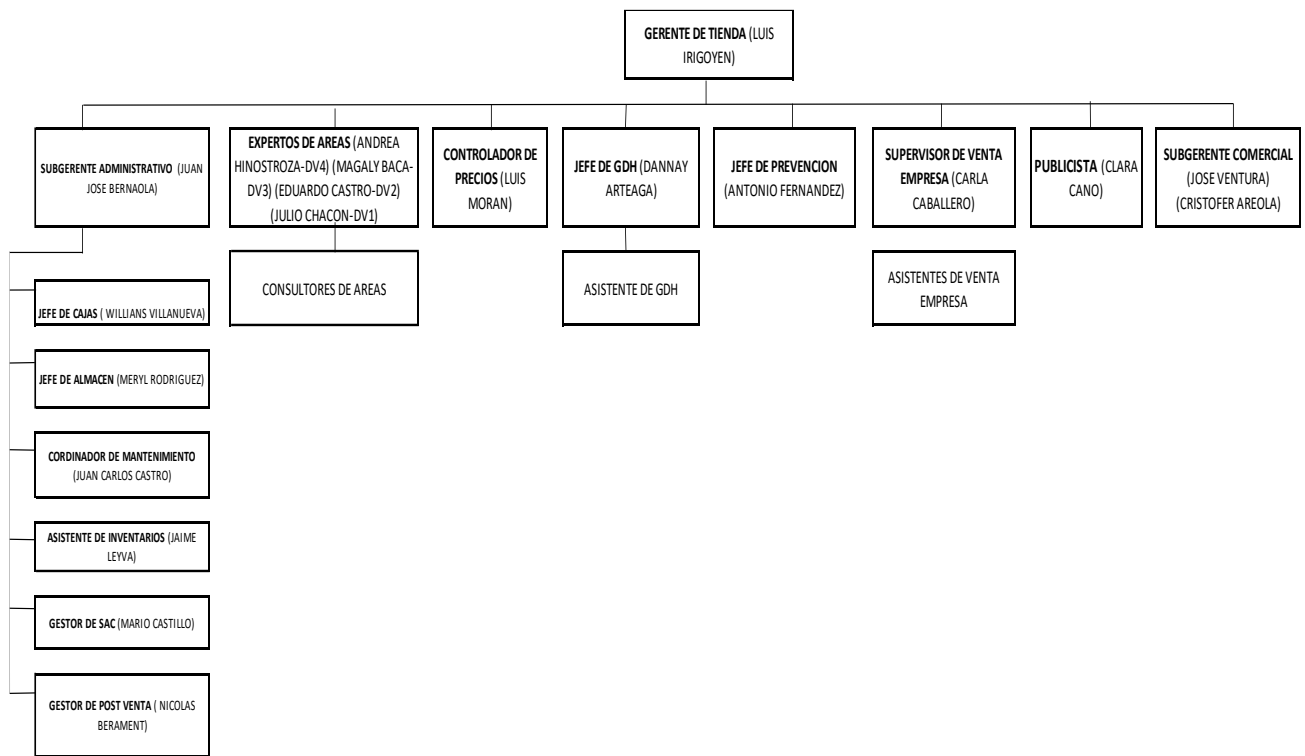 GERENTE DE TIENDA (LUIS
IRIGOYEN)
SUBGERENTE ADMINISTRATIVO (JUAN
JOSE BERNAOLA)
EXPERTOS DE AREAS (ANDREA
HINOSTROZA-DV4) (MAGALY BACA-
DV3) (EDUARDO CASTRO-DV2)
(JULIO CHACON-DV1)
CONTROLADOR DE
PRECIOS (LUIS
MORAN)
JEFE DE GDH (DANNAY
ARTEAGA)
JEFE DE PREVENCION
(ANTONIO FERNANDEZ)
SUPERVISOR DE VENTA
EMPRESA (CARLA
CABALLERO)
PUBLICISTA (CLARA
CANO)
SUBGERENTE COMERCIAL
(JOSE VENTURA)
(CRISTOFER AREOLA)
CONSULTORES DE AREAS
ASISTENTE DE GDH
ASISTENTES DE VENTA
EMPRESA
JEFE DE CAJAS ( WILLIANS VILLANUEVA)
JEFE DE ALMACEN (MERYL RODRIGUEZ)
CORDINADOR DE MANTENIMIENTO
(JUAN CARLOS CASTRO)
ASISTENTE DE INVENTARIOS (JAIME
LEYVA)
GESTOR DE SAC (MARIO CASTILLO)
GESTOR DE POST VENTA ( NICOLAS
BERAMENT)